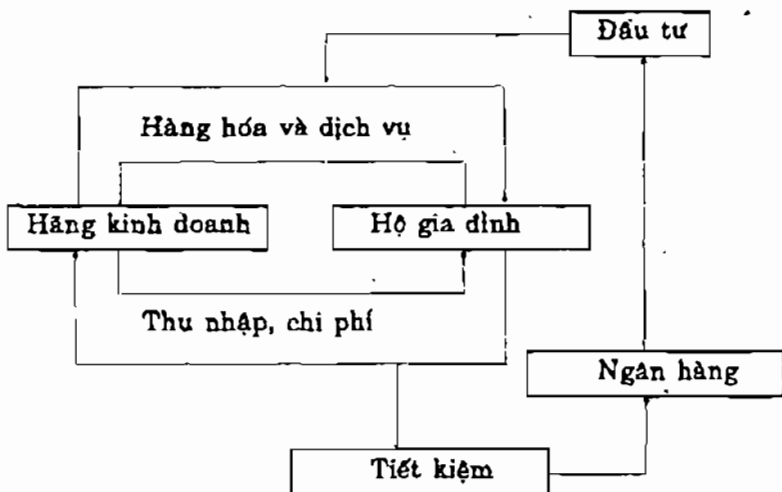 Đầu tư
Hàng hóa và dịch vụ
Hãng kinh doanh
Hộ gia đình
Thu nhập, chi phí
Ngân hàng
Tiết kiệm